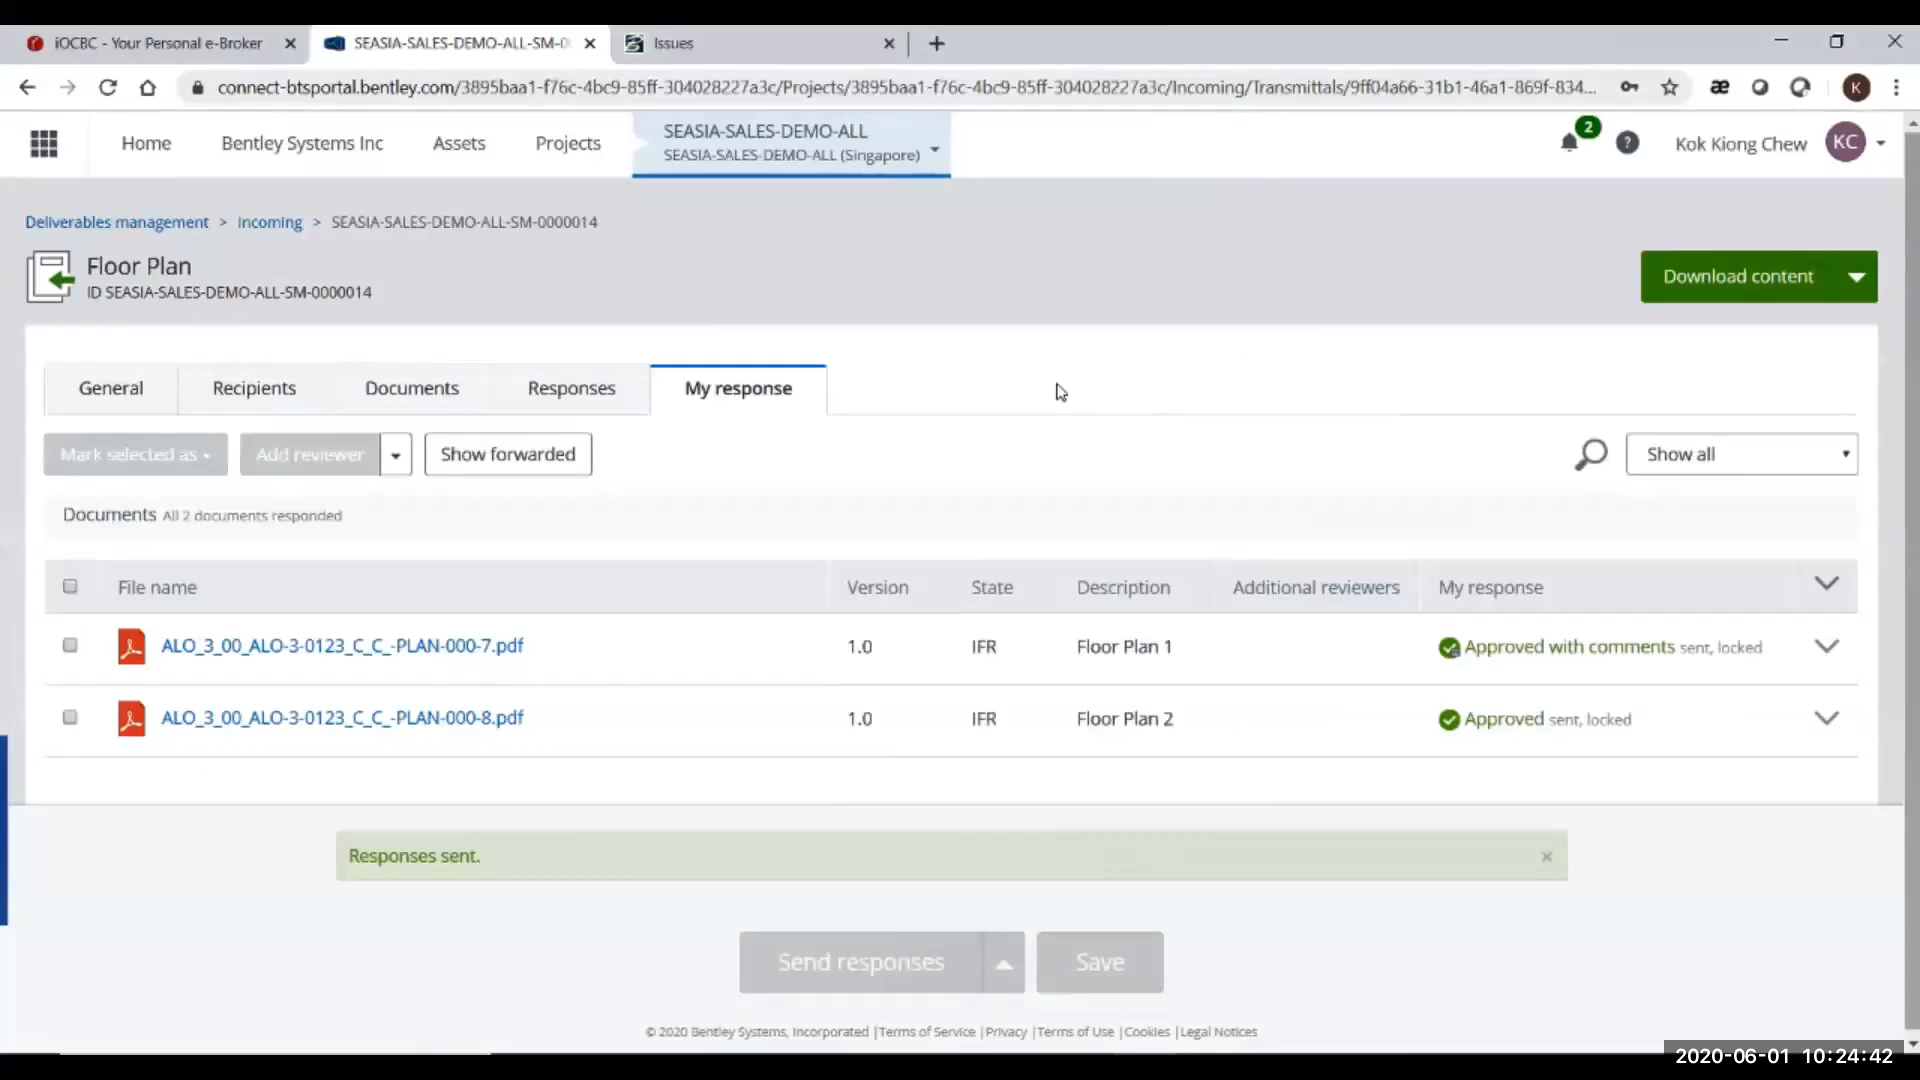 iOCBC - Your Personal e-Broker
SEASIA-SALES-DEMO-ALL-SM-0
Issues
connect-btsportal.bentley.com/3895baa1-f76c-4bc9-85ff-304028227a3c/Projects/3895baa1-f76c-4bc9-85ff-304028227a3c/Incoming/Transmittals/9ff04a66-31b1-46a1-869f-834...
æ
K
Home
Bentley Systems Inc
Assets
Projects
SEASIA-SALES-DEMO-ALL
SEASIA-SALES-DEMO-ALL (Singapore)
2
?
Kok Kiong Chew
KC
Deliverables management > Incoming > SEASIA-SALES-DEMO-ALL-SM-0000014
Floor Plan
ID SEASIA-SALES-DEMO-ALL-SM-0000014
Download content
General
Recipients
Documents
Responses
My response
Mark selected as
Add reviewer
Show forwarded
Show all
Documents All 2 documents responded
File name Version State Description Additional reviewers My response
ALO_3_00_ALO-3-0123_C_C_-PLAN-000-7.pdf 1.0 IFR Floor Plan 1 Approved with comments sent, locked
ALO_3_00_ALO-3-0123_C_C_-PLAN-000-8.pdf 1.0 IFR Floor Plan 2 Approved sent, locked
Responses sent.
Send responses
Save
© 2020 Bentley Systems, Incorporated |Terms of Service |Privacy |Terms of Use |Cookies |Legal Notices
2020-06-01 10:24:42